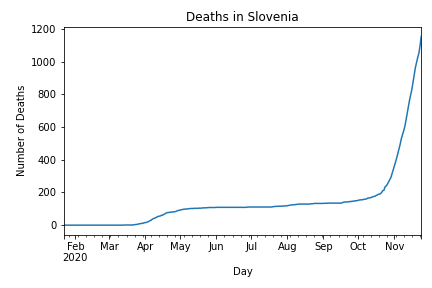 Deaths in Slovenia
1200
1000
800
600
400
200
0
Number of Deaths
Feb Mar Apr May Jun Jul Aug Sep Oct Nov
2020
Day